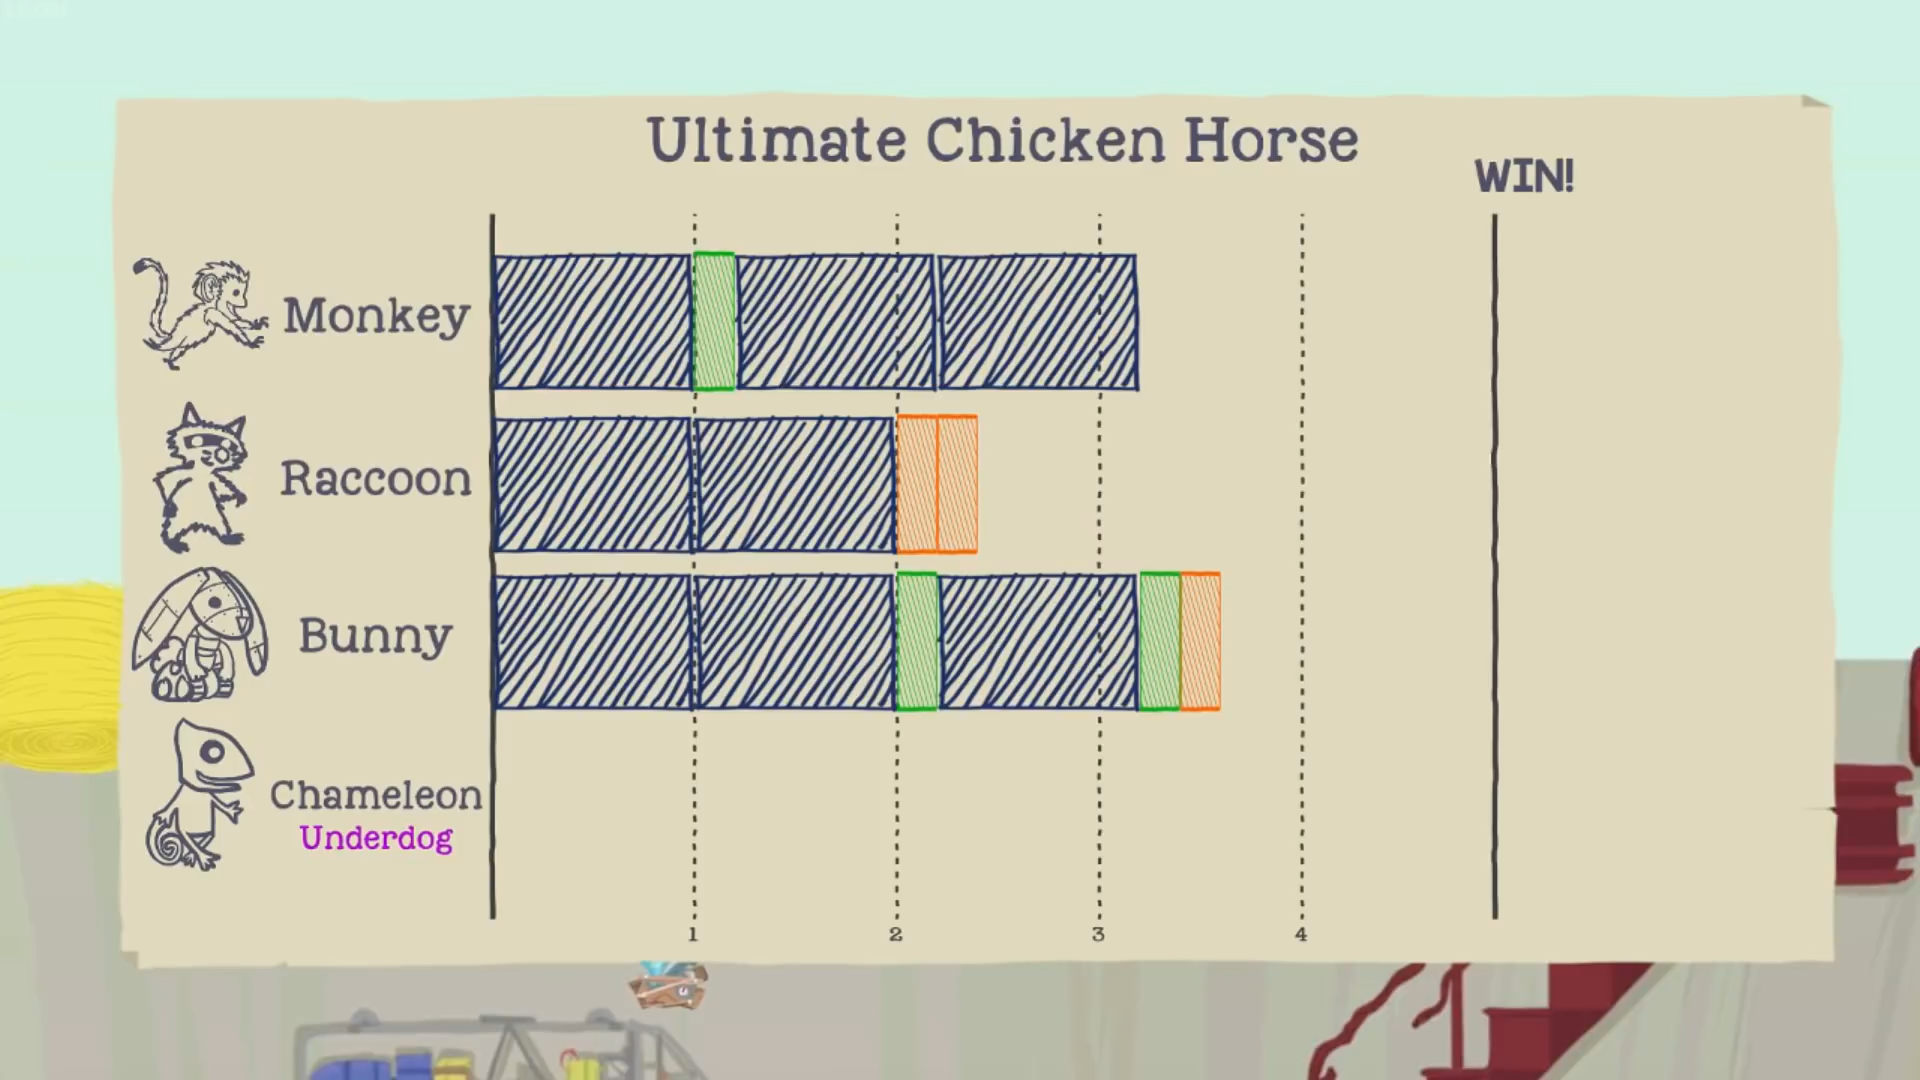 Ultimate Chicken Horse
WIN!
Monkey
Raccoon
Bunny
Chameleon
Underdog
1 2 3 4